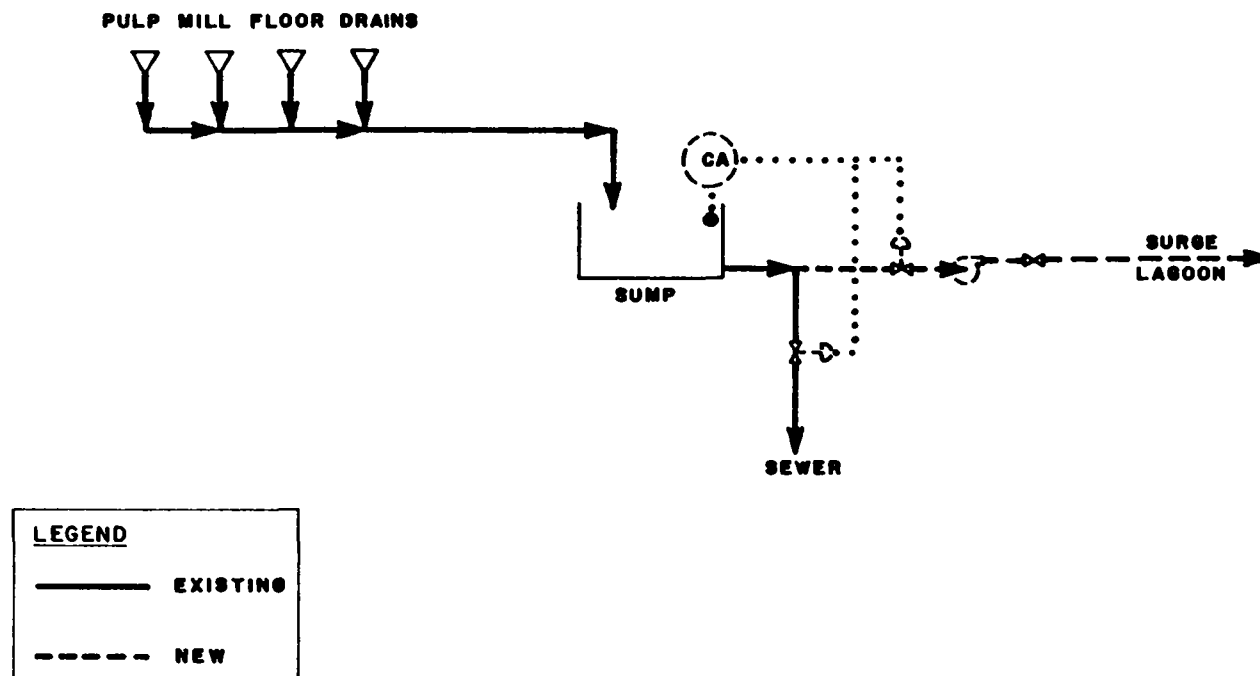 PULP MILL FLOOR DRAINS
CA
SURGE
LAGOON
SUMP
SEWER
LEGEND
EXISTING
NEW